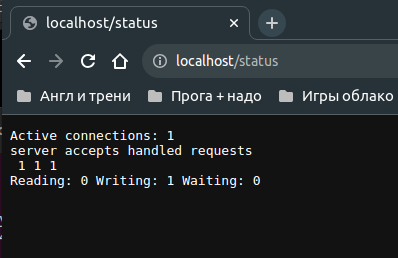 localhost/status
localhost/status
Англ и трени
Прога + надо
Игры облако
Active connections: 1
server accepts handled requests
1 1 1
Reading: 0 Writing: 1 Waiting: 0